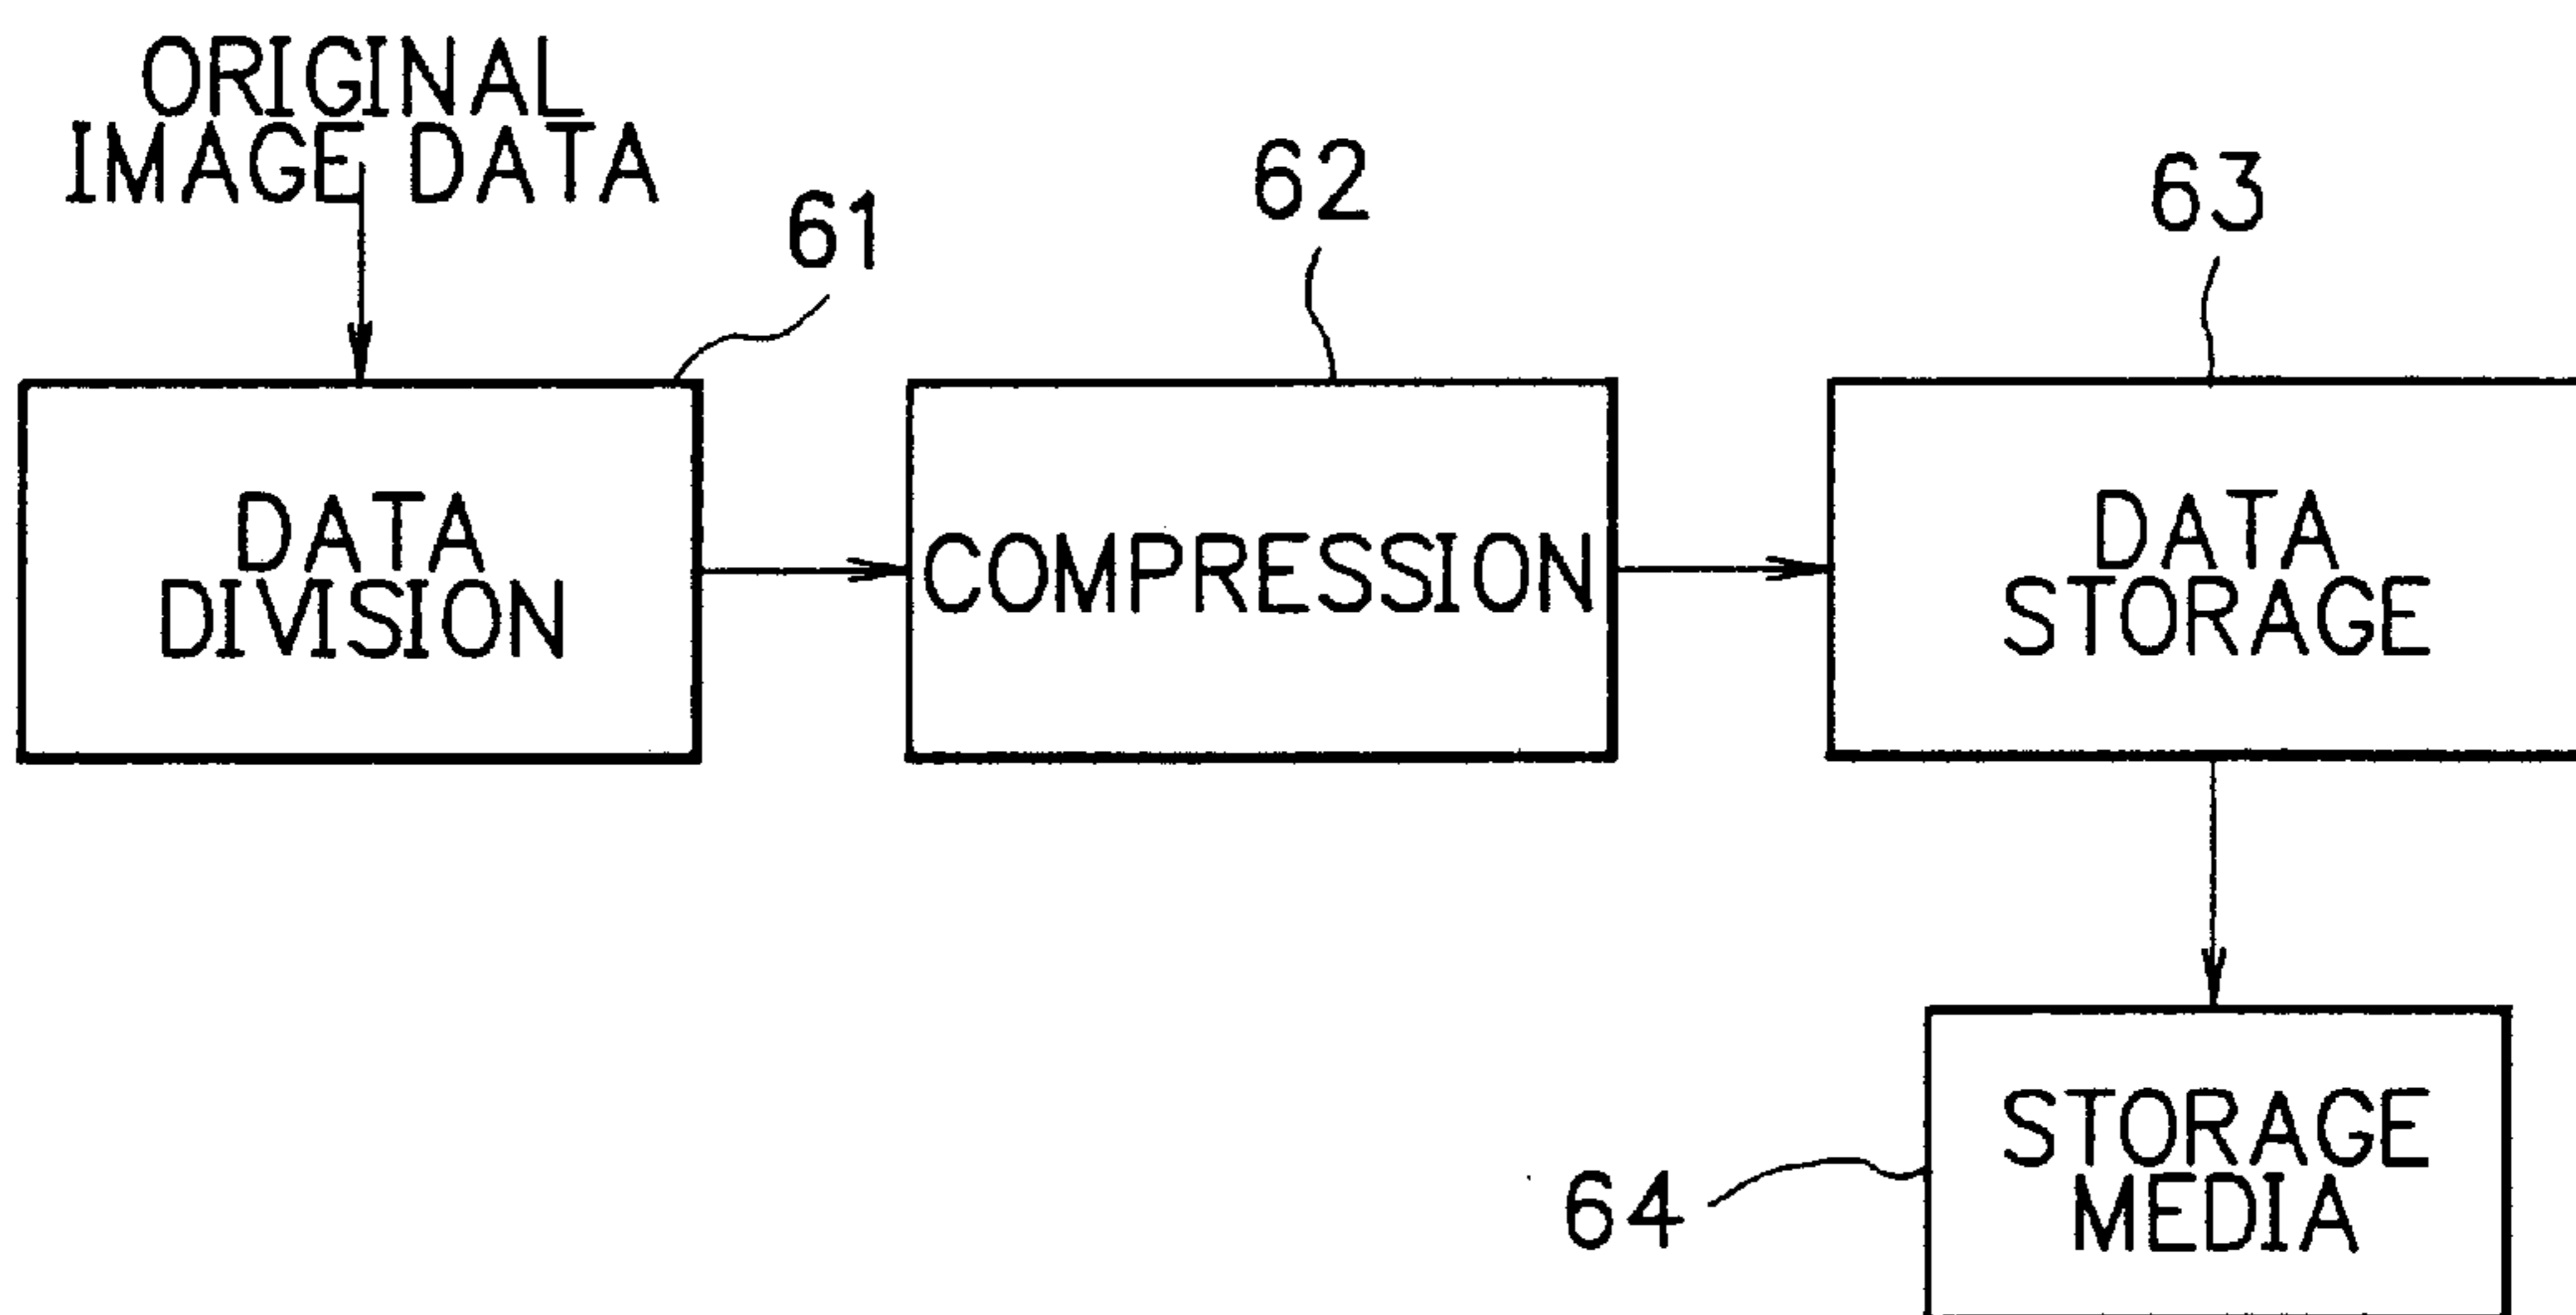 ORIGINAL
IMAGE DATA
61
62
63
DATA
DIVISION
COMPRESSION
DATA
STORAGE
64
STORAGE
MEDIA